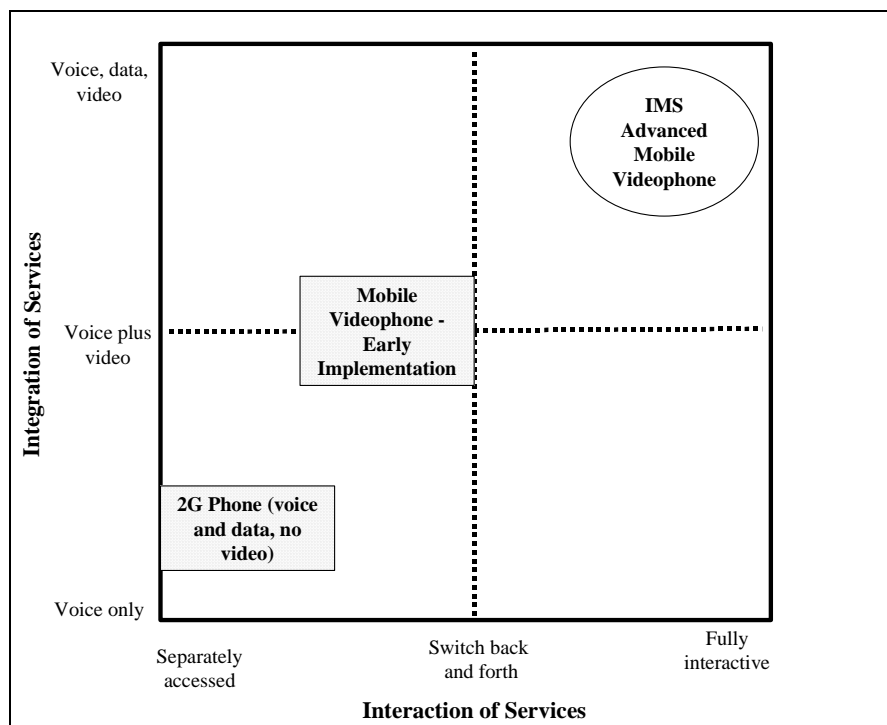 Voice, data,
video
IMS
Advanced
Mobile
Videophone
Integration of Services
Voice plus
video
Mobile
Videophone -
Early
Implementation
2G Phone (voice
and data, no
video)
Voice only
Separately
accessed
Switch back
and forth
Fully
interactive
Interaction of Services